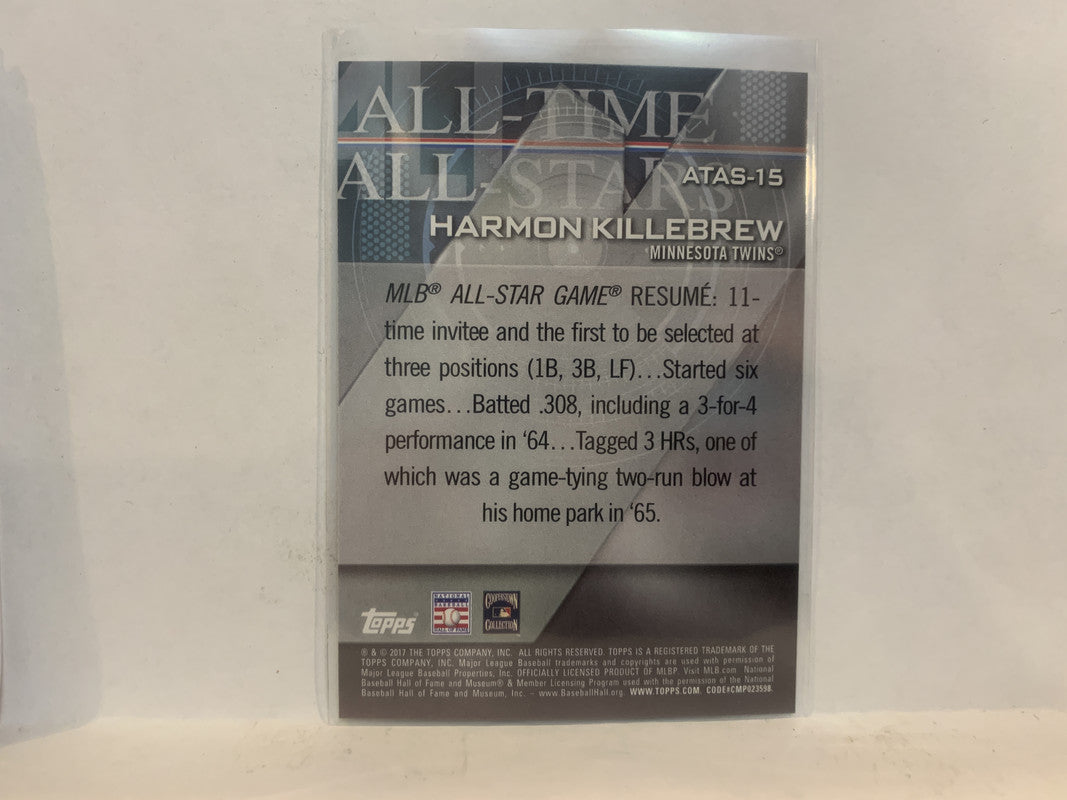 ALL-TIME
ALL-STARS
ATAS-15
HARMON KILLEBREW
MINNESOTA TWINS®
MLB® ALL-STAR GAME® RESUMÉ: 11-
time invitee and the first to be selected at
three positions (1B, 3B, LF)...Started six
games...Batted .308, including a 3-for-4
performance in ‘64...Tagged 3 HRs, one of
which was a game-tying two-run blow at
his home park in ‘65.
Topps
NATIONAL
BASEBALL
HALL OF FAME
COOPERSTOWN
COLLECTION
® & © 2017 THE TOPPS COMPANY, INC. ALL RIGHTS RESERVED. TOPPS IS A REGISTERED TRADEMARK OF THE
TOPPS COMPANY, INC. Major League Baseball trademarks and copyrights are used with permission of
Major League Baseball Properties, Inc. OFFICIALLY LICENSED PRODUCT OF MLBP. Visit MLB.com National
Baseball Hall of Fame and Museum® & Member Licensing Program used with the permission of the National
Baseball Hall of Fame and Museum, Inc. – www.BaseballHall.org. WWW.TOPPS.COM. CODE#CMP023598.